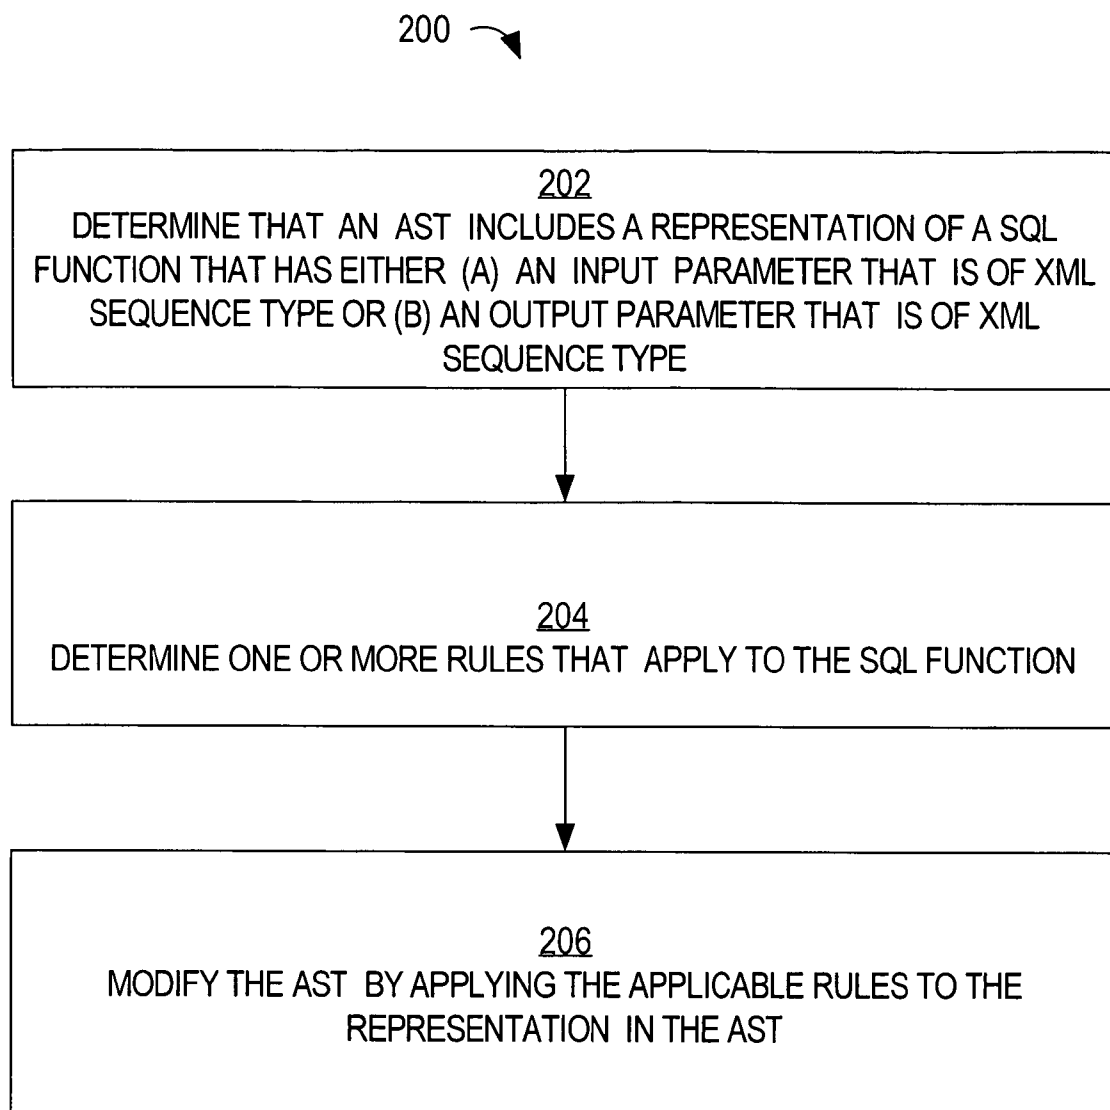 200
202
DETERMINE THAT AN AST INCLUDES A REPRESENTATION OF A SQL
FUNCTION THAT HAS EITHER (A) AN INPUT PARAMETER THAT IS OF XML
SEQUENCE TYPE OR (B) AN OUTPUT PARAMETER THAT IS OF XML
SEQUENCE TYPE
204
DETERMINE ONE OR MORE RULES THAT APPLY TO THE SQL FUNCTION
206
MODIFY THE AST BY APPLYING THE APPLICABLE RULES TO THE
REPRESENTATION IN THE AST